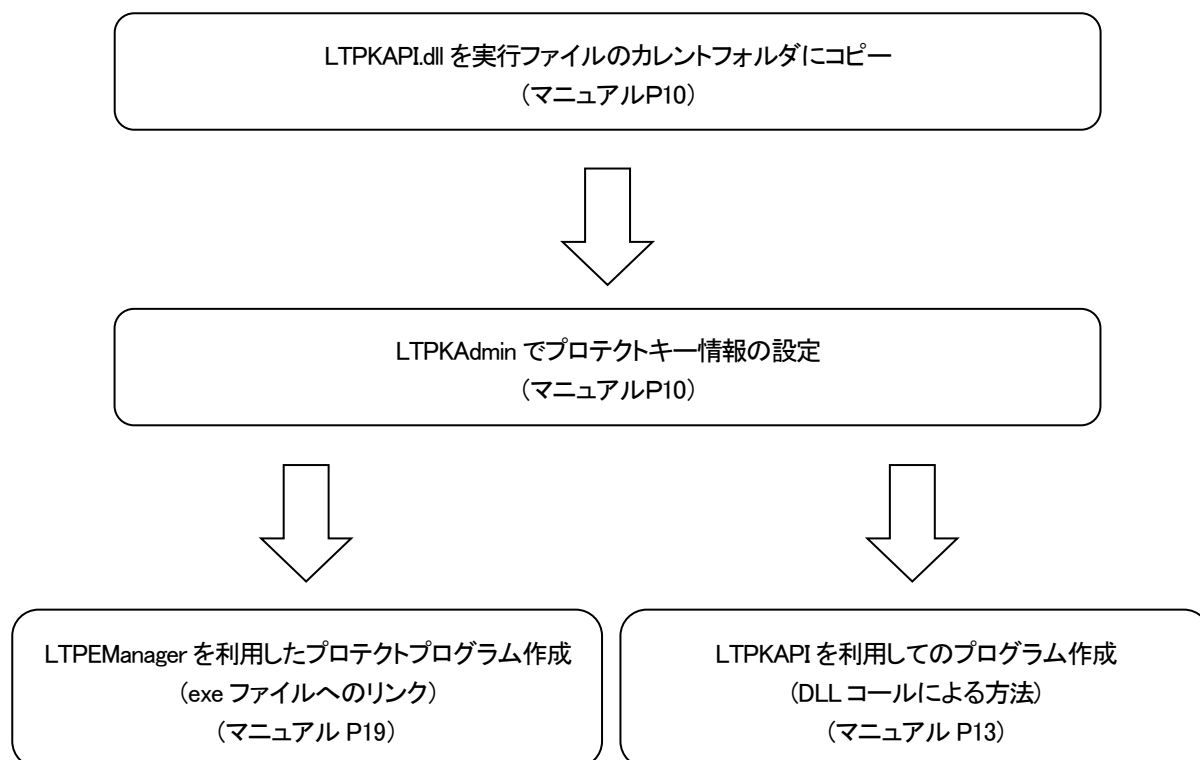 LTPKAPI.dll を実行ファイルのカレントフォルダにコピー
(マニュアルP10)
LTPKAdmin でプロテクトキー情報の設定
(マニュアルP10)
LTPEManager を利用したプロテクトプログラム作成
(exe ファイルへのリンク)
(マニュアル P19)
LTPKAPI を利用してのプログラム作成
(DLL コールによる方法)
(マニュアル P13)